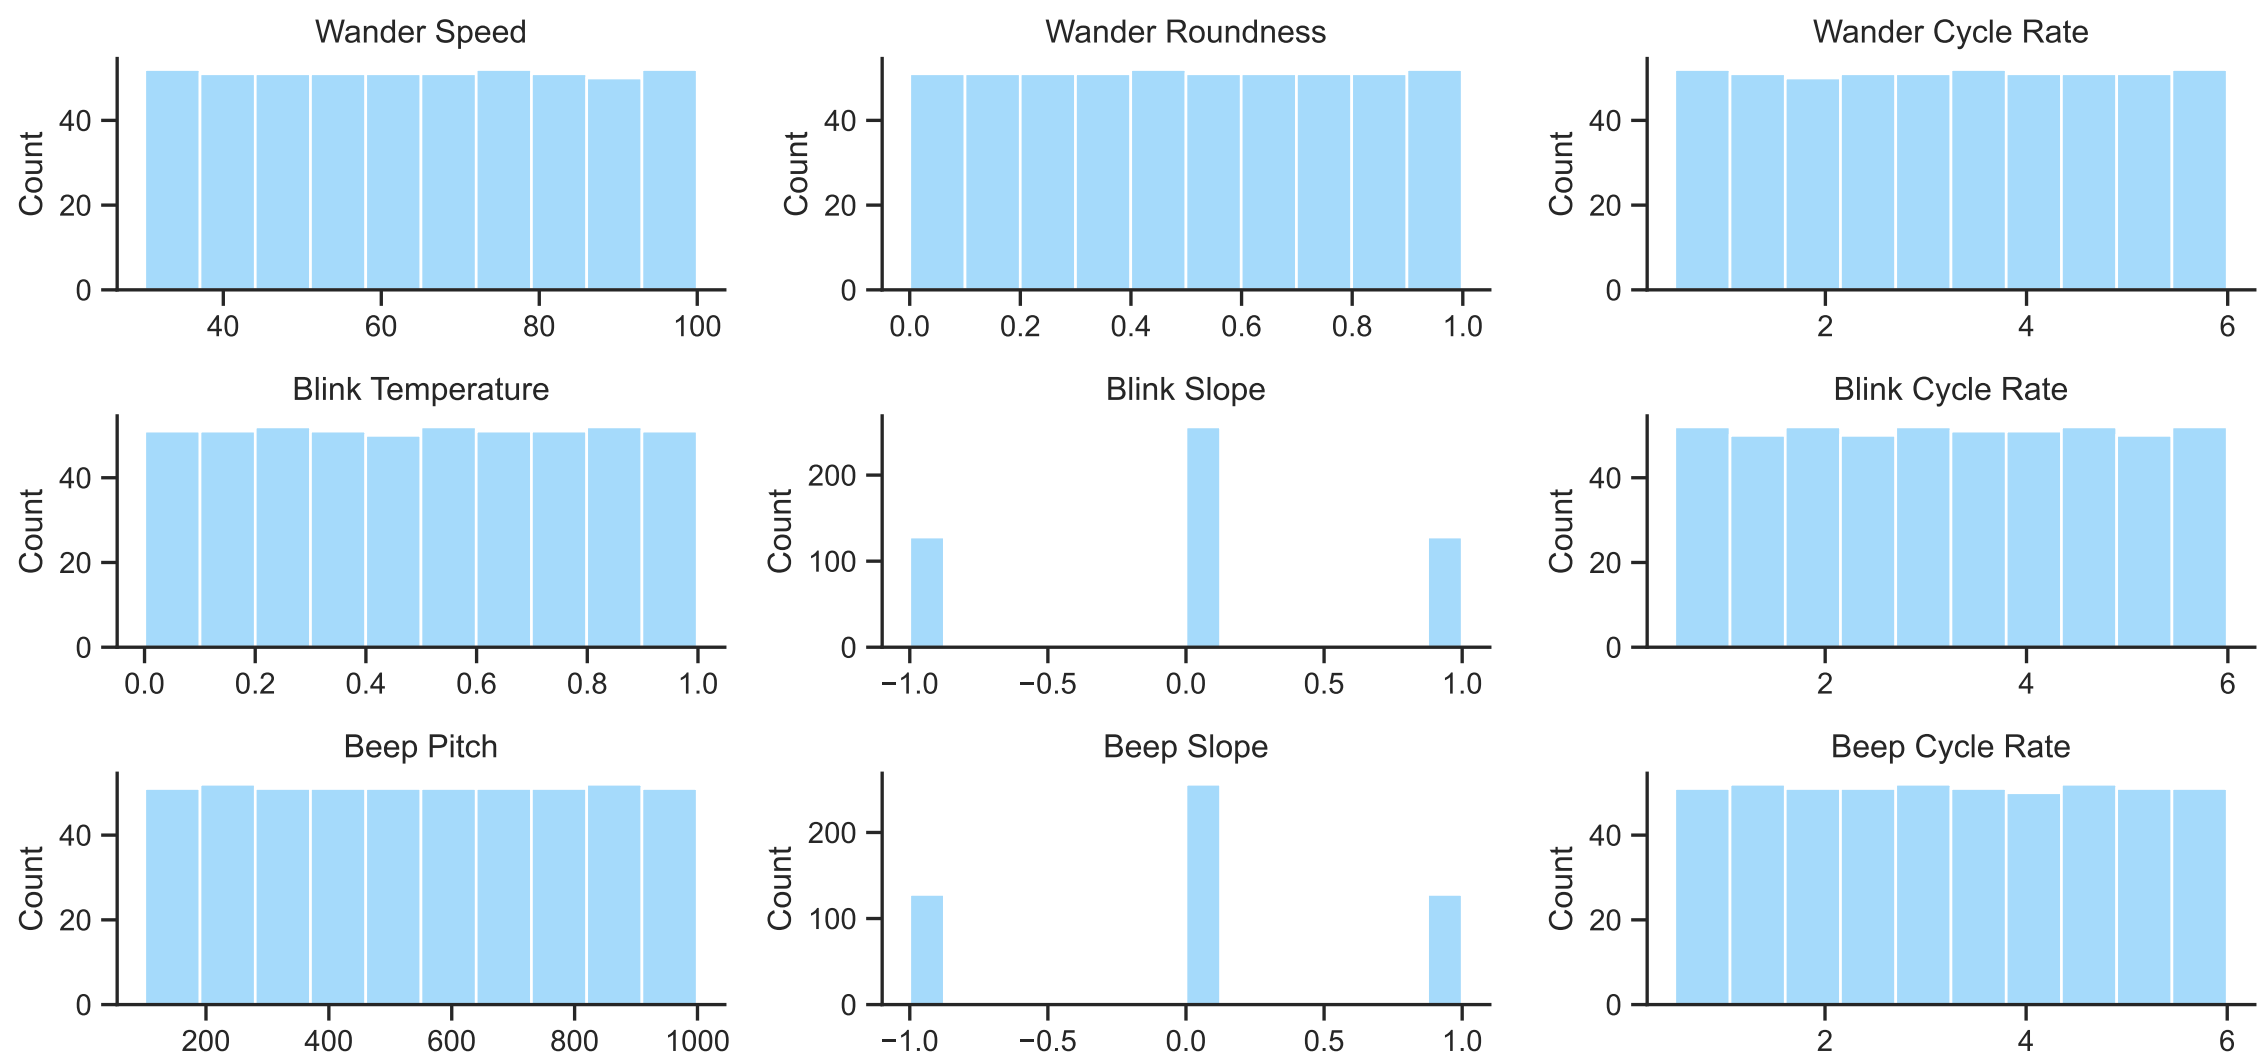 Wander Speed
Count
40
20
0
40 60 80 100
Wander Roundness
Count
40
20
0
0.0 0.2 0.4 0.6 0.8 1.0
Wander Cycle Rate
Count
40
20
0
2 4 6
Blink Temperature
Count
40
20
0
0.0 0.2 0.4 0.6 0.8 1.0
Blink Slope
Count
200
100
0
−1.0 −0.5 0.0 0.5 1.0
Blink Cycle Rate
Count
40
20
0
2 4 6
Beep Pitch
Count
40
20
0
200 400 600 800 1000
Beep Slope
Count
200
100
0
−1.0 −0.5 0.0 0.5 1.0
Beep Cycle Rate
Count
40
20
0
2 4 6